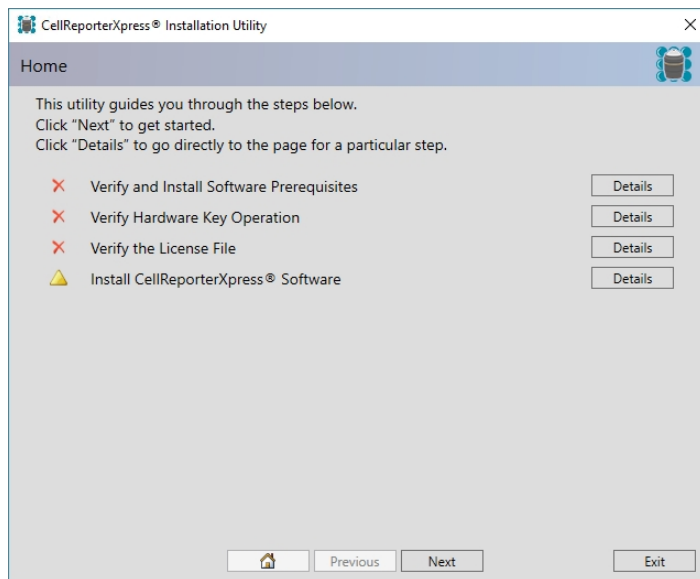 CellReporterXpress® Installation Utility
Home
This utility guides you through the steps below.
Click "Next" to get started.
Click "Details" to go directly to the page for a particular step.
Verify and Install Software Prerequisites Details
Verify Hardware Key Operation Details
Verify the License File Details
Install CellReporterXpress® Software Details
Previous Next Exit